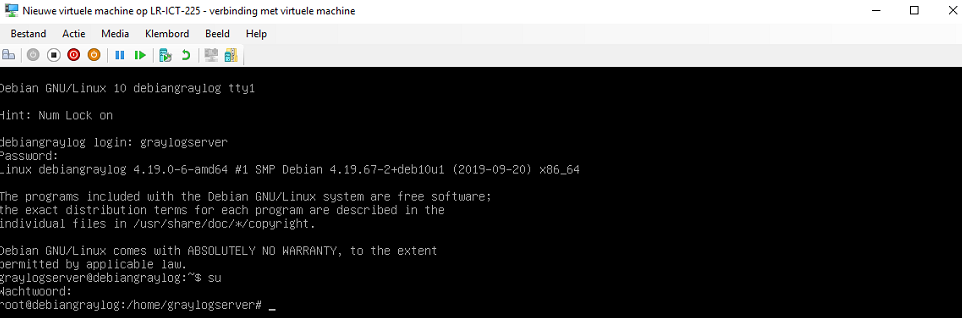 Nieuwe virtuele machine op LR-ICT-225 - verbinding met virtuele machine
Bestand Actie Media Klembord Beeld Help
Debian GNU/Linux 10 debiangraylog tty1
Hint: Num Lock on
debiangraylog login: graylogserver
Password:
Linux debiangraylog 4.19.0-6-amd64 #1 SMP Debian 4.19.67-2+deb10u1 (2019-09-20) x86_64
The programs included with the Debian GNU/Linux system are free software;
the exact distribution terms for each program are described in the
individual files in /usr/share/doc/*/copyright.
Debian GNU/Linux comes with ABSOLUTELY NO WARRANTY, to the extent
permitted by applicable law.
graylogserver@debiangraylog:~$ su
Wachtwoord:
root@debiangraylog:/home/graylogserver# _